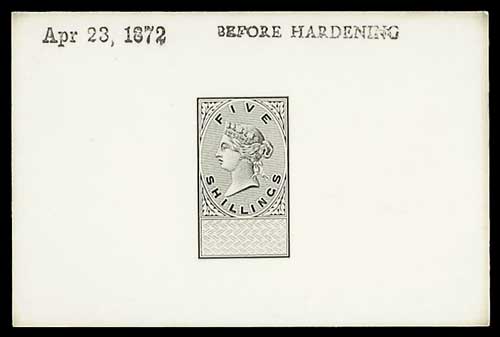 Apr 23, 1872 BEFORE HARDENING
FIVE
SHILLINGS